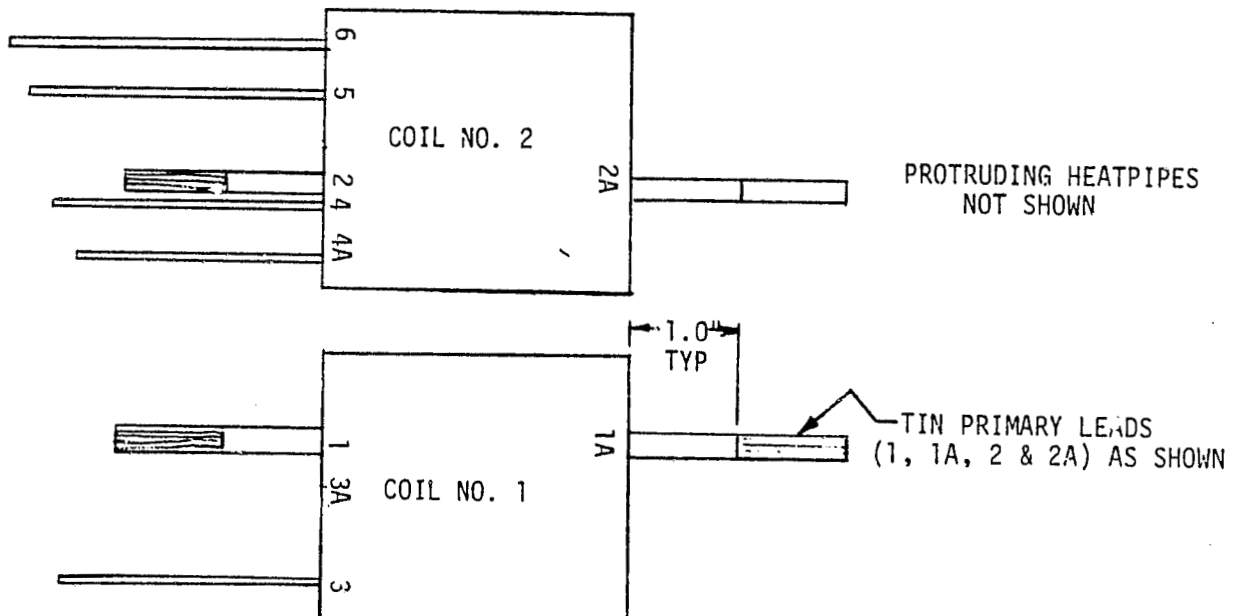 6
5
COIL NO. 2
2
2A
4
4A
PROTRUDING HEATPIPES
NOT SHOWN
1.0"
TYP
1
1A
TIN PRIMARY LEADS
(1, 1A, 2 & 2A) AS SHOWN
3A
COIL NO. 1
3